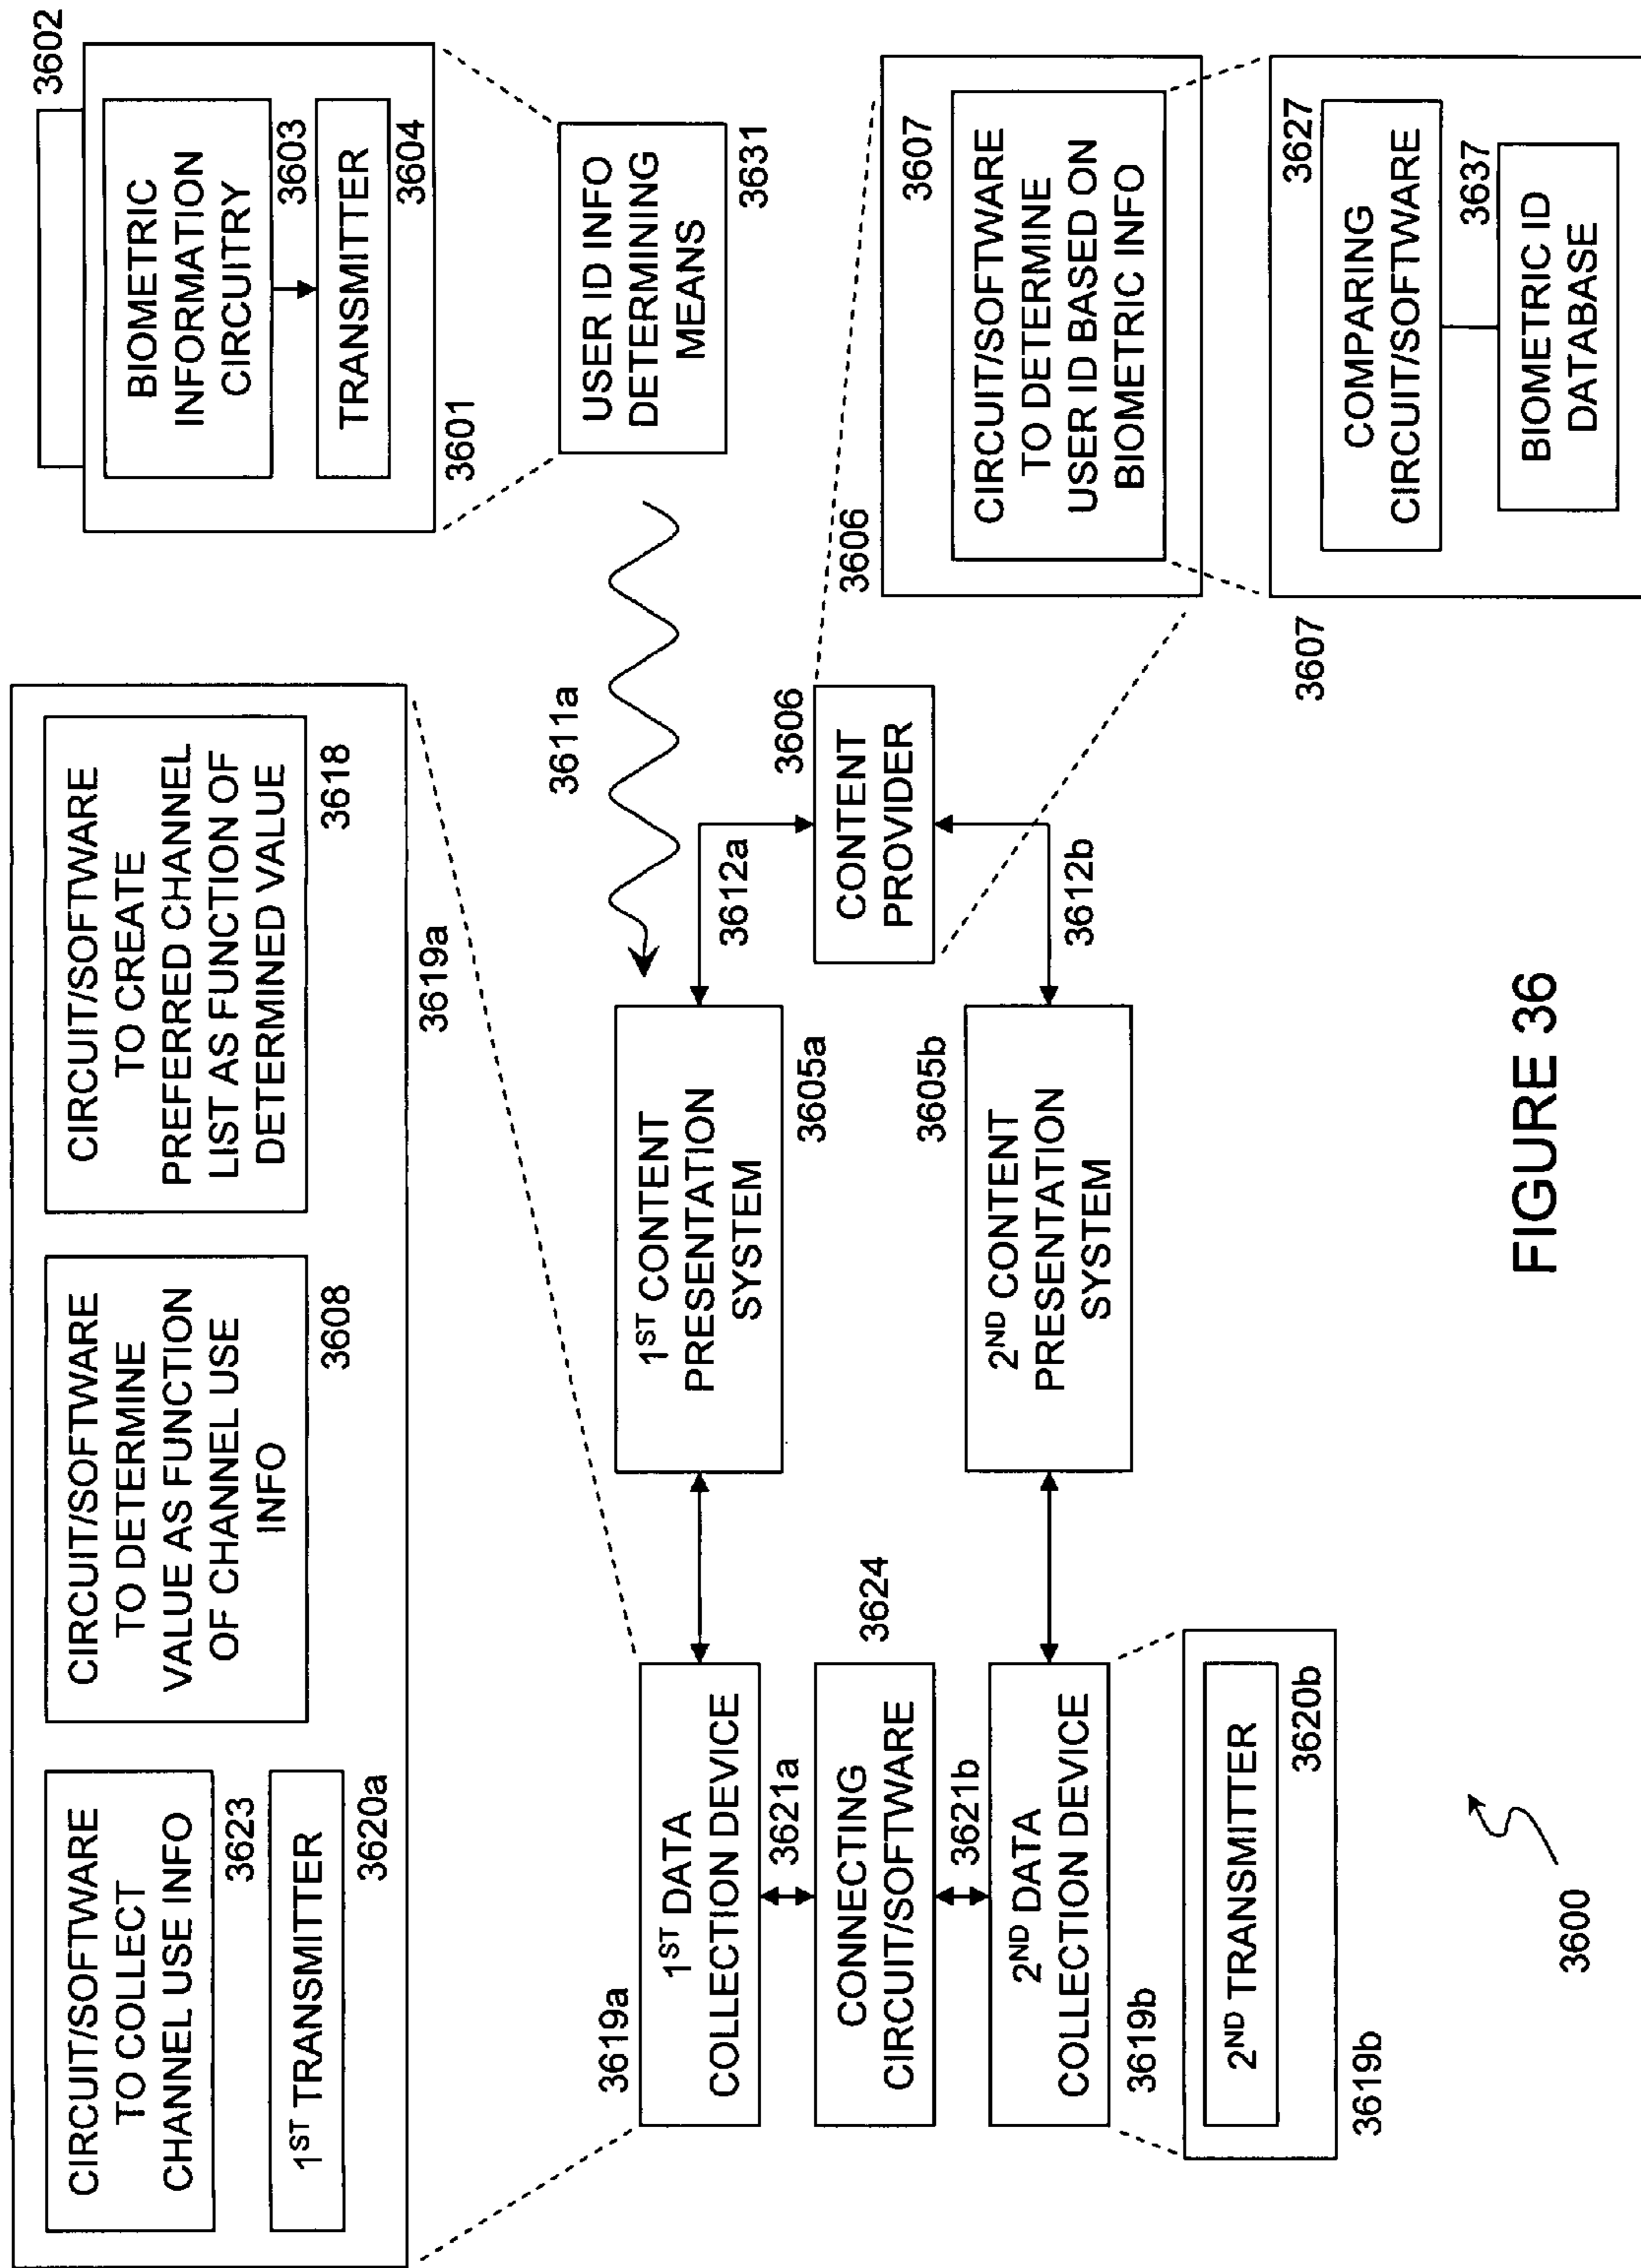 CIRCUIT/SOFTWARE
TO COLLECT
CHANNEL USE INFO
3623
1ST TRANSMITTER
3620a
CIRCUIT/SOFTWARE
TO DETERMINE
VALUE AS FUNCTION
OF CHANNEL USE
INFO
3608
CIRCUIT/SOFTWARE
TO CREATE
PREFERRED CHANNEL
LIST AS FUNCTION OF
DETERMINED VALUE
3618
3619a
3602
BIOMETRIC
INFORMATION
CIRCUITRY
3603
TRANSMITTER
3604
3601
USER ID INFO
DETERMINING
MEANS
3631
3611a
3619a
1ST DATA
COLLECTION DEVICE
3621a
CONNECTING
CIRCUIT/SOFTWARE
3624
3621b
2ND DATA
COLLECTION DEVICE
3619b
2ND TRANSMITTER
3620b
3619b
1ST CONTENT
PRESENTATION
SYSTEM
3605a
2ND CONTENT
PRESENTATION
SYSTEM
3605b
3612a
3612b
CONTENT
PROVIDER
3606
3606
3607
CIRCUIT/SOFTWARE
TO DETERMINE
USER ID BASED ON
BIOMETRIC INFO
3607
COMPARING
CIRCUIT/SOFTWARE
3627
3637
BIOMETRIC ID
DATABASE
3600
FIGURE 36